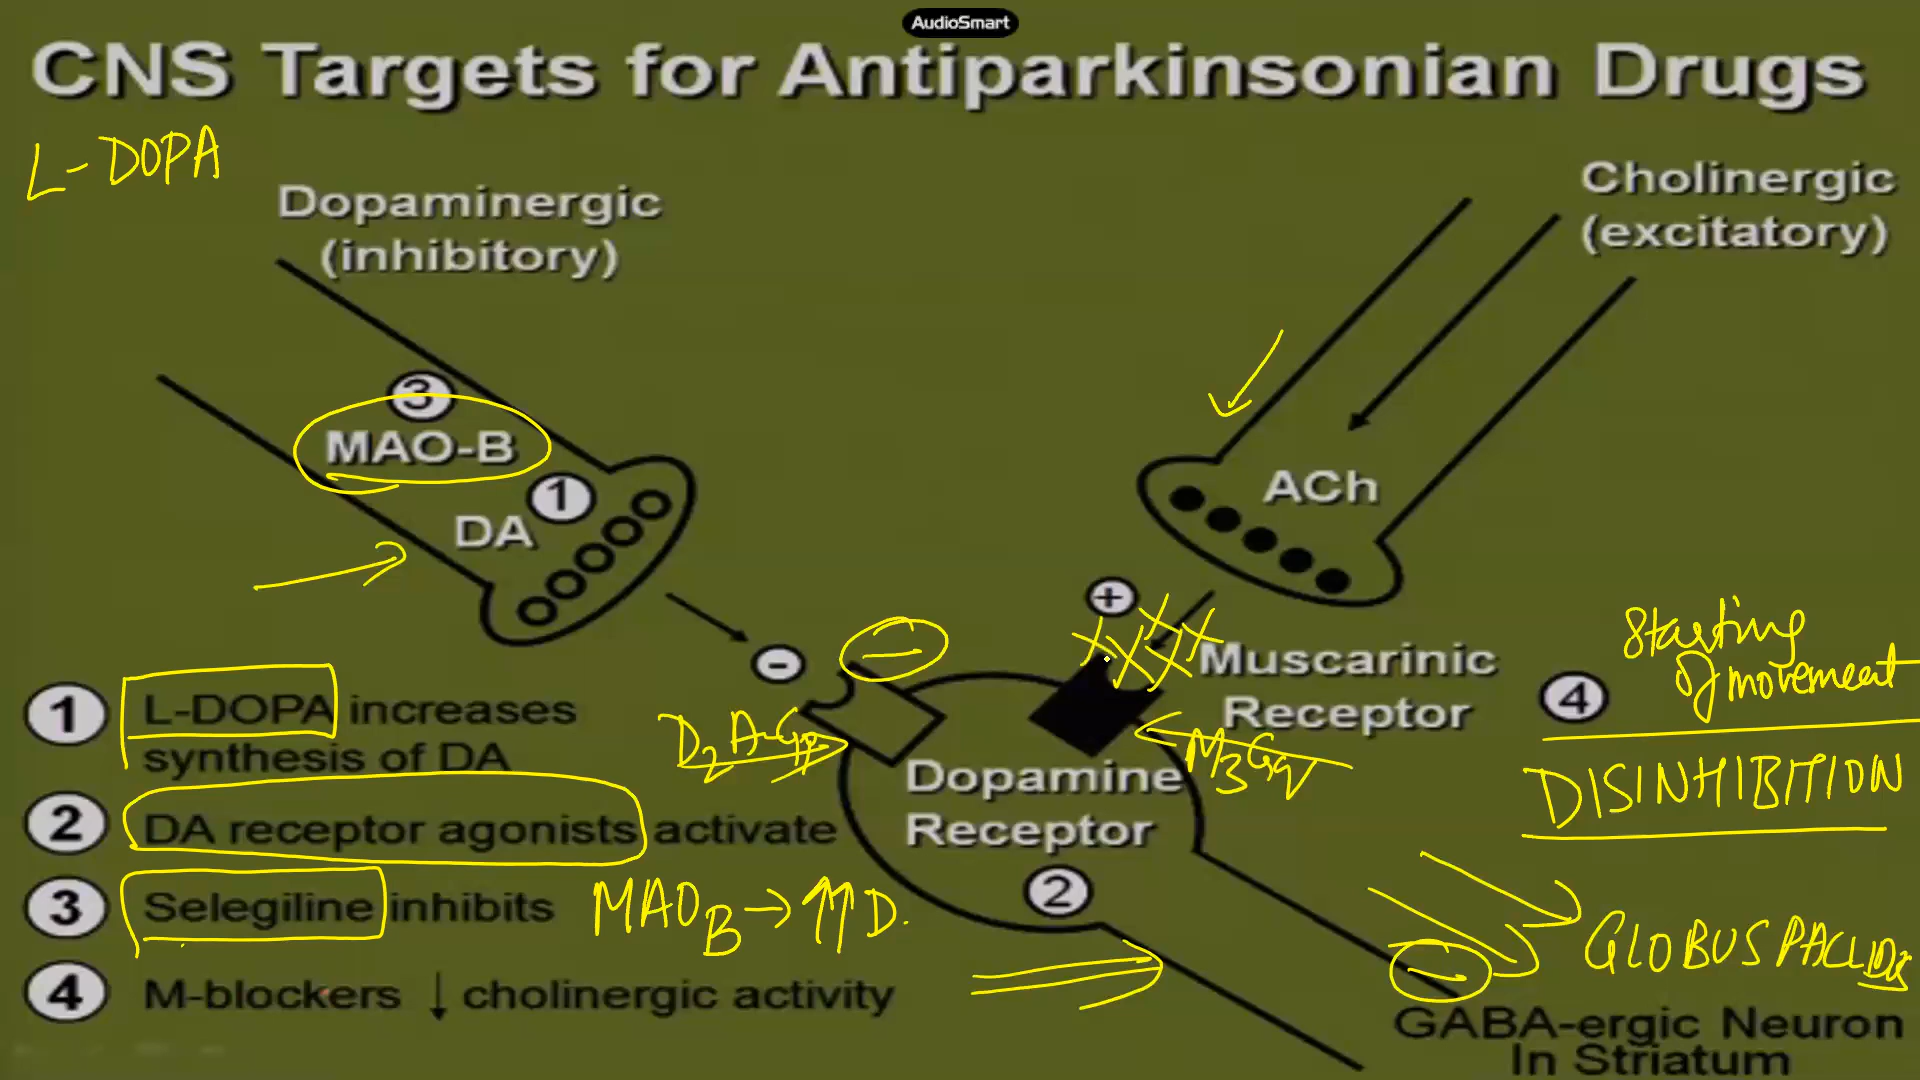 AudioSmart
CNS Targets for Antiparkinsonian Drugs
L-DOPA
Dopaminergic
(inhibitory)
Cholinergic
(excitatory)
3
MAO-B
1
DA
ACh
+
-
-
Muscarinic
Receptor
4
Starting
of movement
DISINHIBITION
D2
M3Gq
Dopamine
Receptor
2
1 L-DOPA increases
synthesis of DA
2 DA receptor agonists activate
3 Selegiline inhibits MAOB → ↑↑ D.
4 M-blockers ↓ cholinergic activity
-
GLOBUS
GABA-ergic Neuron
In Striatum